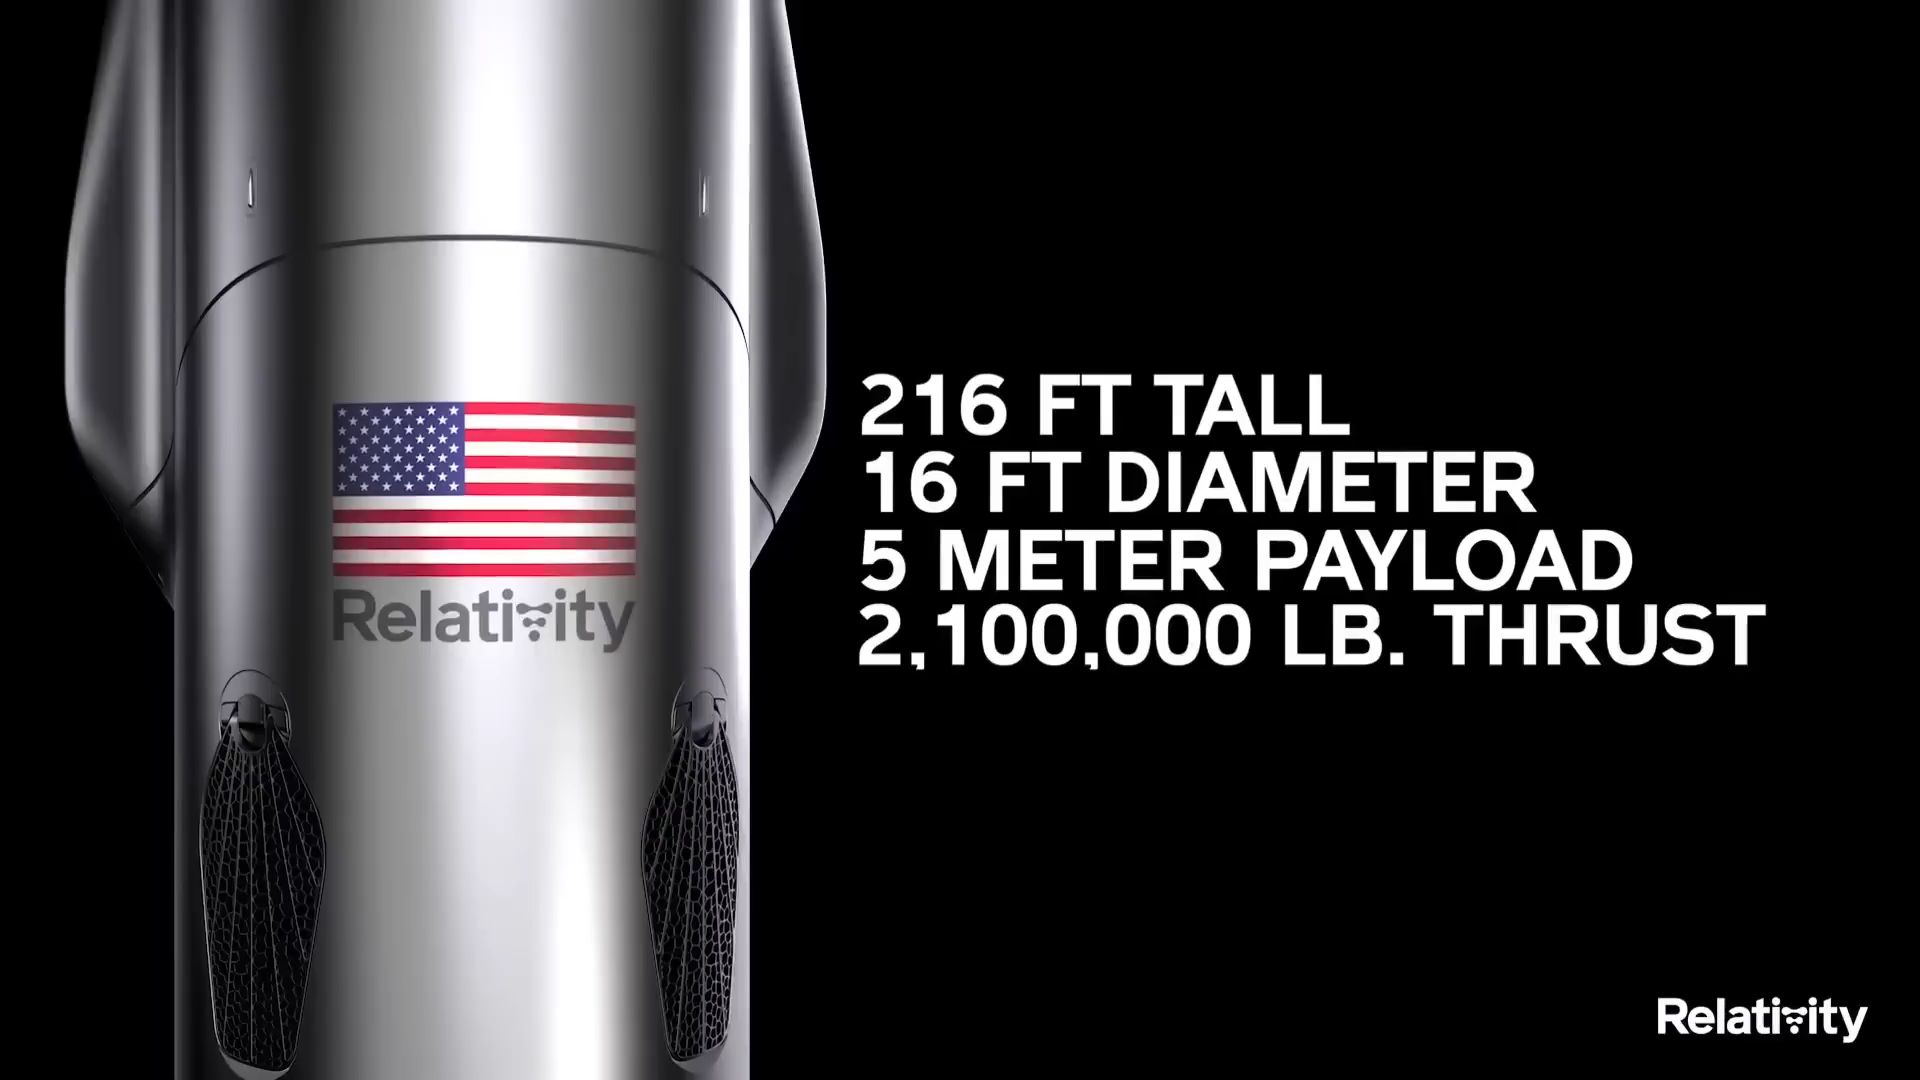 Relativity
216 FT TALL
16 FT DIAMETER
5 METER PAYLOAD
2,100,000 LB. THRUST
Relativity